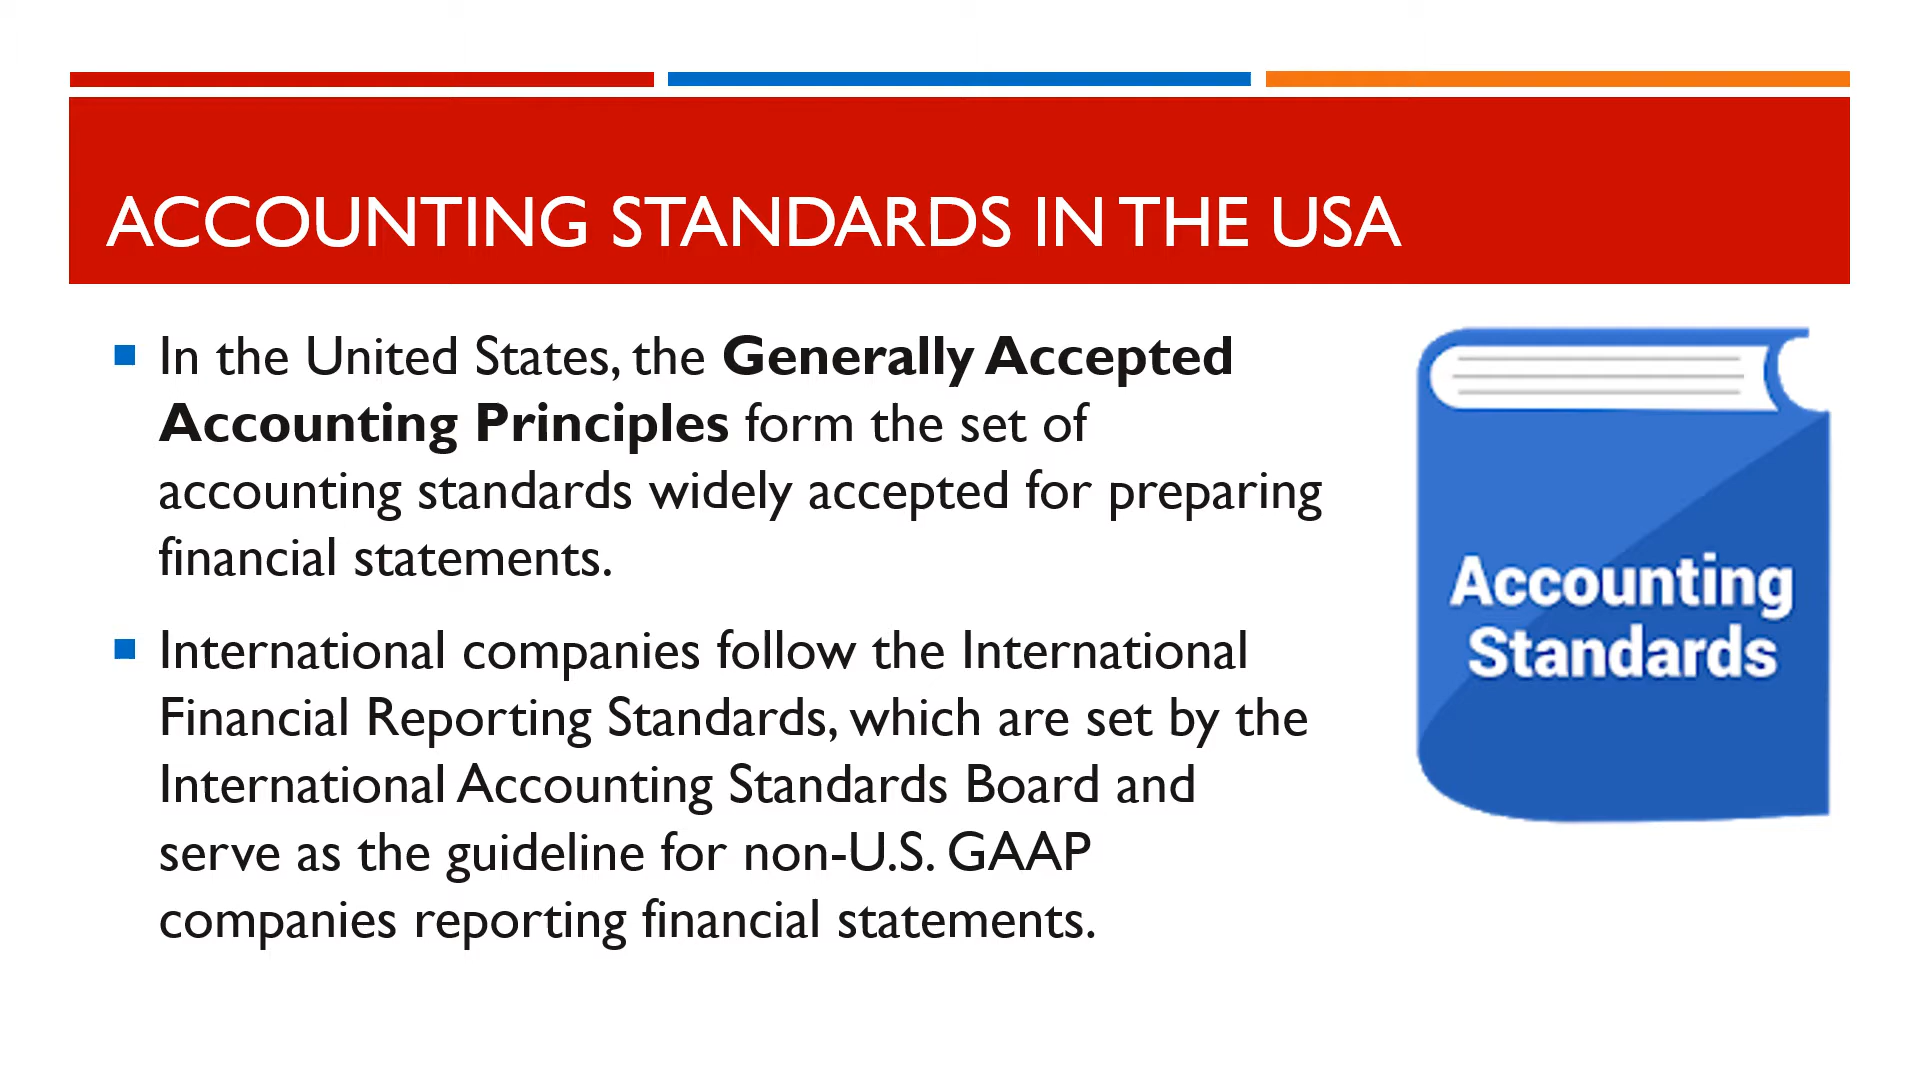 ACCOUNTING STANDARDS IN THE USA
In the United States, the Generally Accepted
Accounting Principles form the set of
accounting standards widely accepted for preparing
financial statements.
International companies follow the International
Financial Reporting Standards, which are set by the
International Accounting Standards Board and
serve as the guideline for non-U.S. GAAP
companies reporting financial statements.
Accounting
Standards